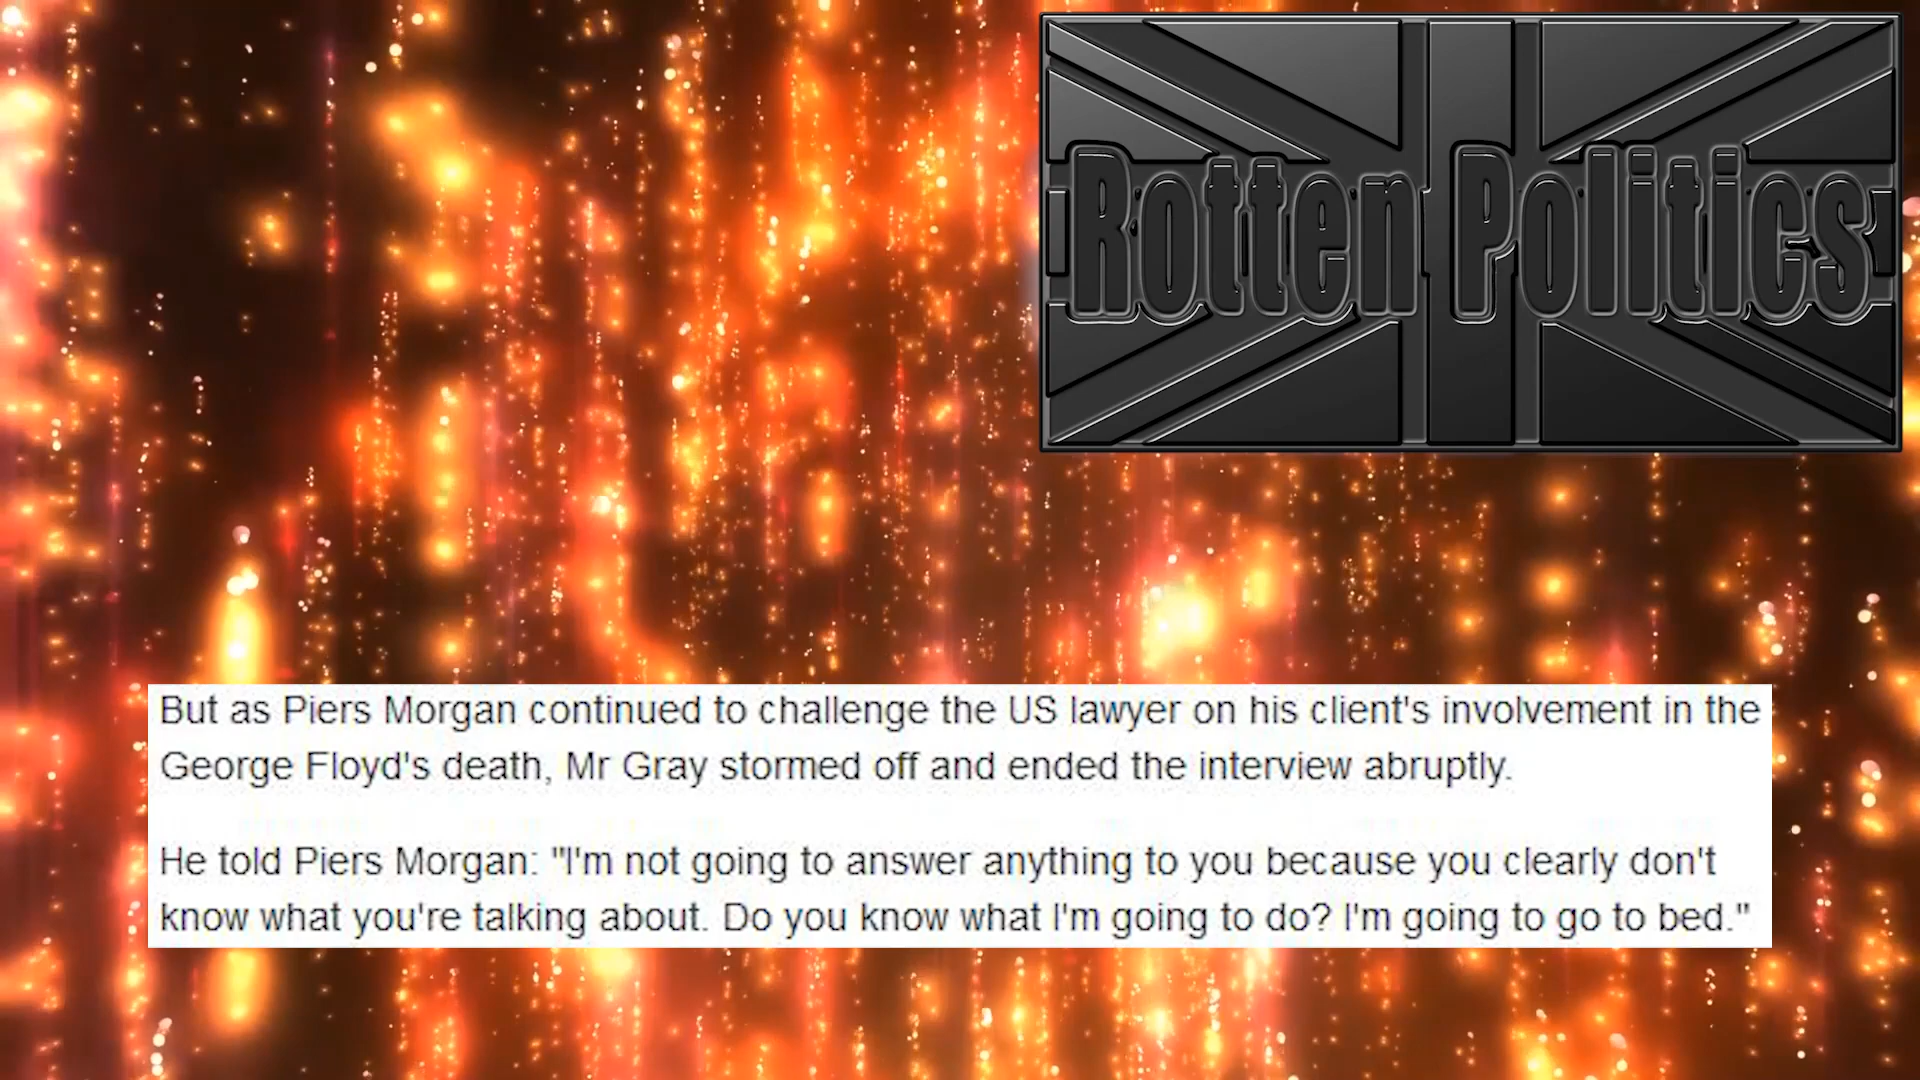 Rotten Politics
But as Piers Morgan continued to challenge the US lawyer on his client's involvement in the
George Floyd's death, Mr Gray stormed off and ended the interview abruptly.
He told Piers Morgan: "I'm not going to answer anything to you because you clearly don't
know what you're talking about. Do you know what I'm going to do? I'm going to go to bed."